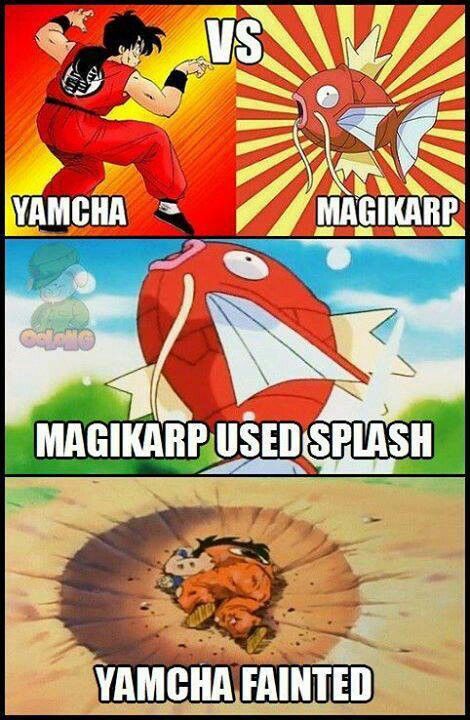 VS
YAMCHA
MAGIKARP
OOLONG
MAGIKARP USED SPLASH
YAMCHA FAINTED